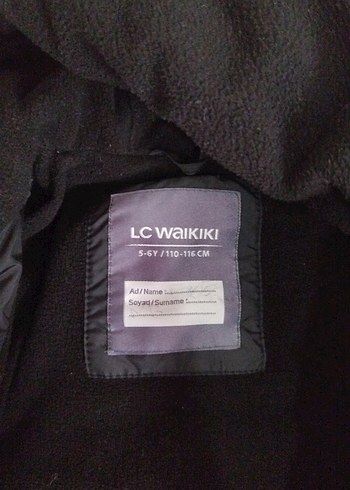 LC WAIKIKI
5-6Y / 110-116 CM
Ad/Name :
Soyad/Surname :